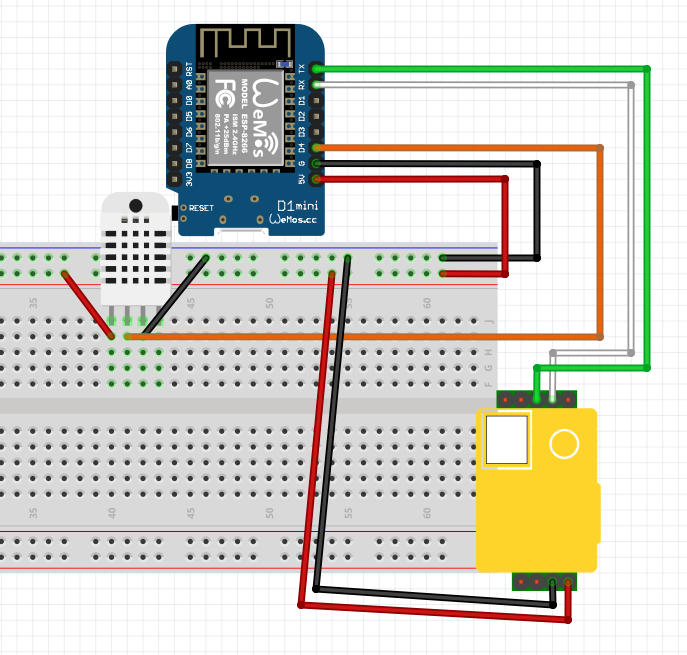 RST
A0
D0
D5
D6
D7
D8
3V3
TX
RX
D1
D2
D3
D4
G
5V
WeMos
MODEL ESP-8266
ISM 2.4GHz
PA +25dBm
802.11b/g/n
FC
RESET
D1mini
WeMos.cc
35 45 50 55 60
J
H
G
F
35 40 45 50 55 60